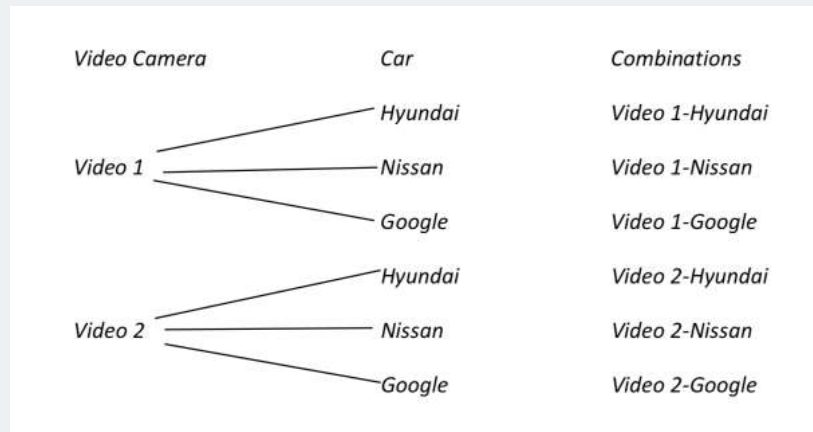 Video Camera Car Combinations
Hyundai Video 1-Hyundai
Video 1 Nissan Video 1-Nissan
Google Video 1-Google
Hyundai Video 2-Hyundai
Video 2 Nissan Video 2-Nissan
Google Video 2-Google